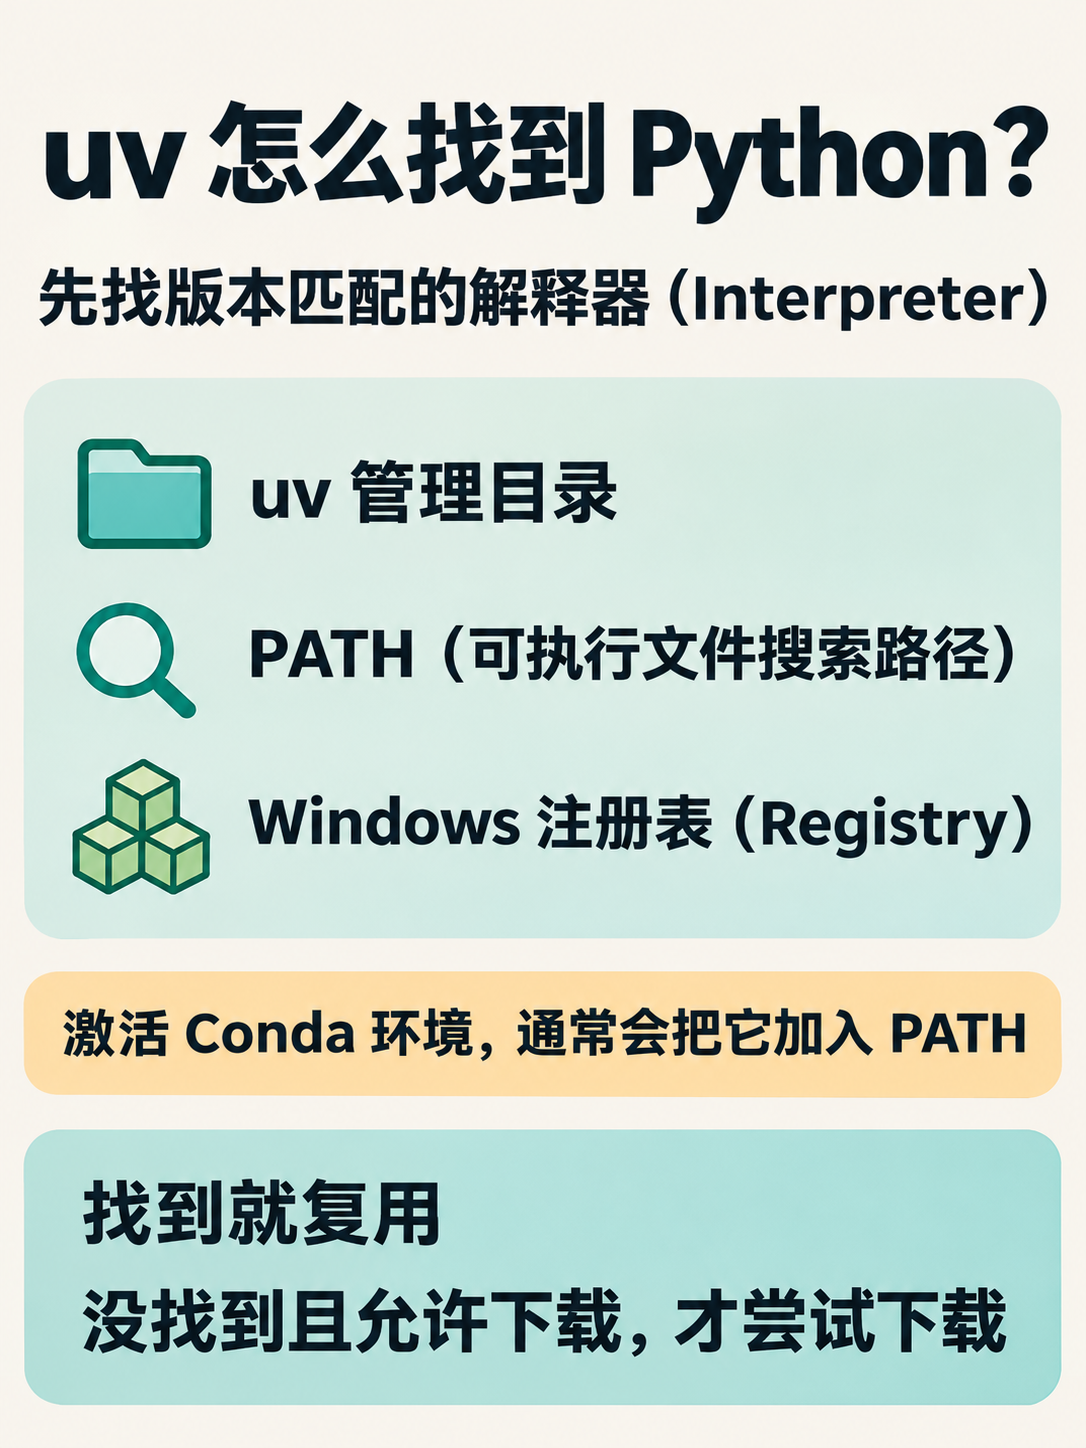 uv 怎么找到 Python？
先找版本匹配的解释器（Interpreter）
uv 管理目录
PATH（可执行文件搜索路径）
Windows 注册表（Registry）
激活 Conda 环境，通常会把它加入 PATH
找到就复用
没找到且允许下载，才尝试下载